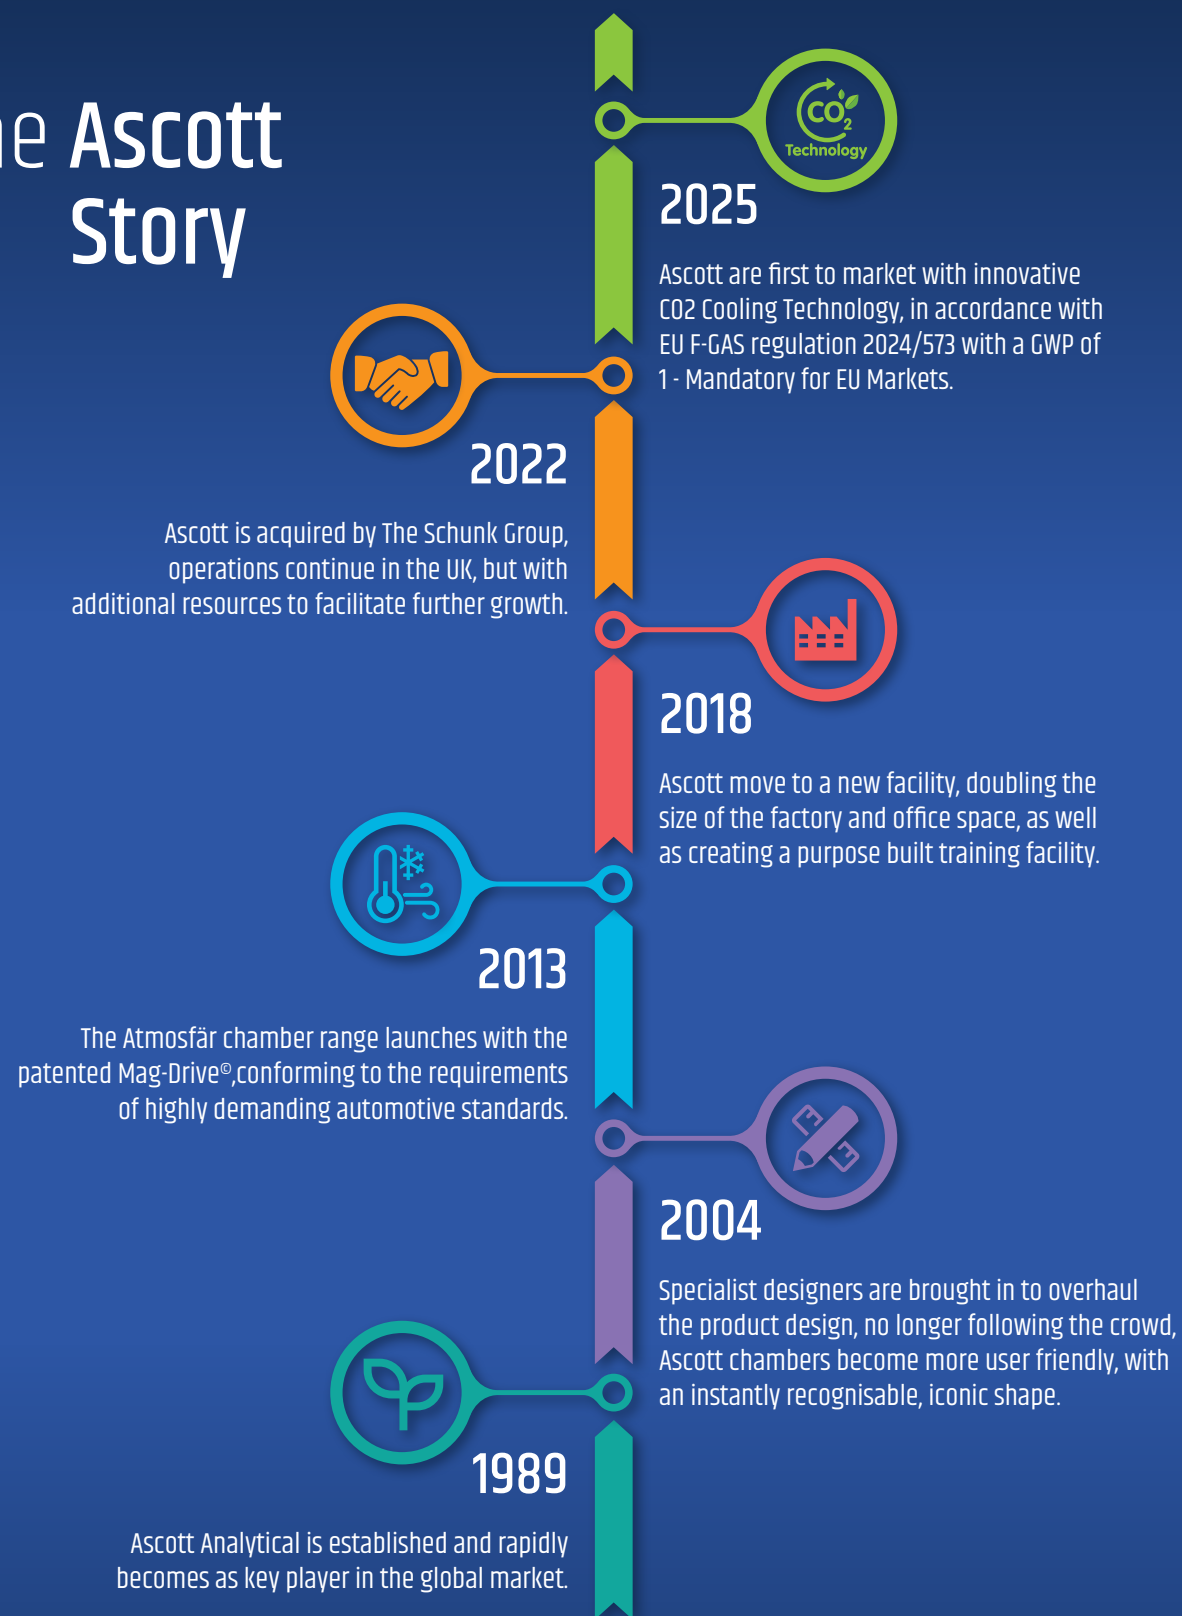 Ascott
Story
CO2
Technology
2025
Ascott are first to market with innovative
CO2 Cooling Technology, in accordance with
EU F-GAS regulation 2024/573 with a GWP of
1 - Mandatory for EU Markets.
2022
Ascott is acquired by The Schunk Group,
operations continue in the UK, but with
additional resources to facilitate further growth.
2018
Ascott move to a new facility, doubling the
size of the factory and office space, as well
as creating a purpose built training facility.
2013
The Atmosfär chamber range launches with the
patented Mag-Drive©,conforming to the requirements
of highly demanding automotive standards.
2004
Specialist designers are brought in to overhaul
the product design, no longer following the crowd,
Ascott chambers become more user friendly, with
an instantly recognisable, iconic shape.
1989
Ascott Analytical is established and rapidly
becomes as key player in the global market.